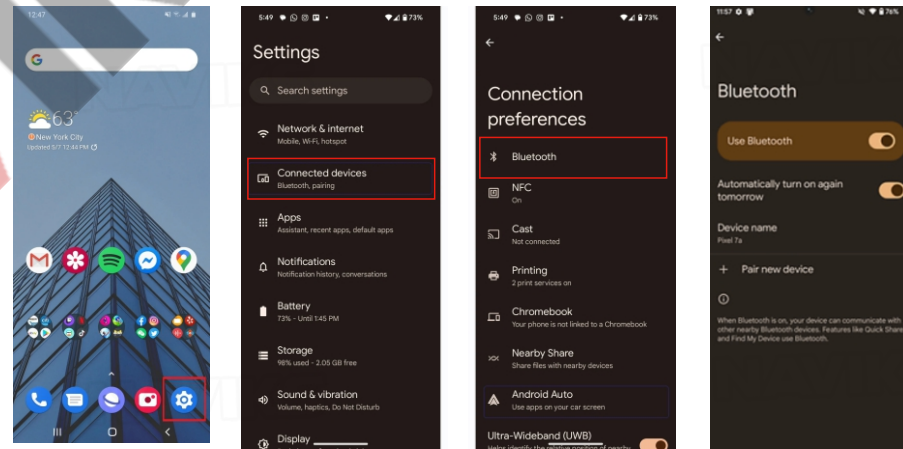 12:47
63°
New York City
Updated 5/7 12:44 PM
5:49
73%
Settings
Search settings
Network & internet
Mobile, Wi-Fi, hotspot
Connected devices
Bluetooth, pairing
Apps
Assistant, recent apps, default apps
Notifications
Notification history, conversations
Battery
73% - Until 1:45 PM
Storage
98% used - 2.05 GB free
Sound & vibration
Volume, haptics, Do Not Disturb
Display
5:49
73%
Connection
preferences
Bluetooth
NFC
On
Cast
Not connected
Printing
2 print services on
Chromebook
Your phone is not linked to a Chromebook
Nearby Share
Share files with nearby devices
Android Auto
Use apps on your car screen
Ultra-Wideband (UWB)
Helps identify the relative position of nearby
11:57
76%
Bluetooth
Use Bluetooth
Automatically turn on again
tomorrow
Device name
Pixel 7a
Pair new device
When Bluetooth is on, your device can communicate with
other nearby Bluetooth devices. Features like Quick Share
and Find My Device use Bluetooth.